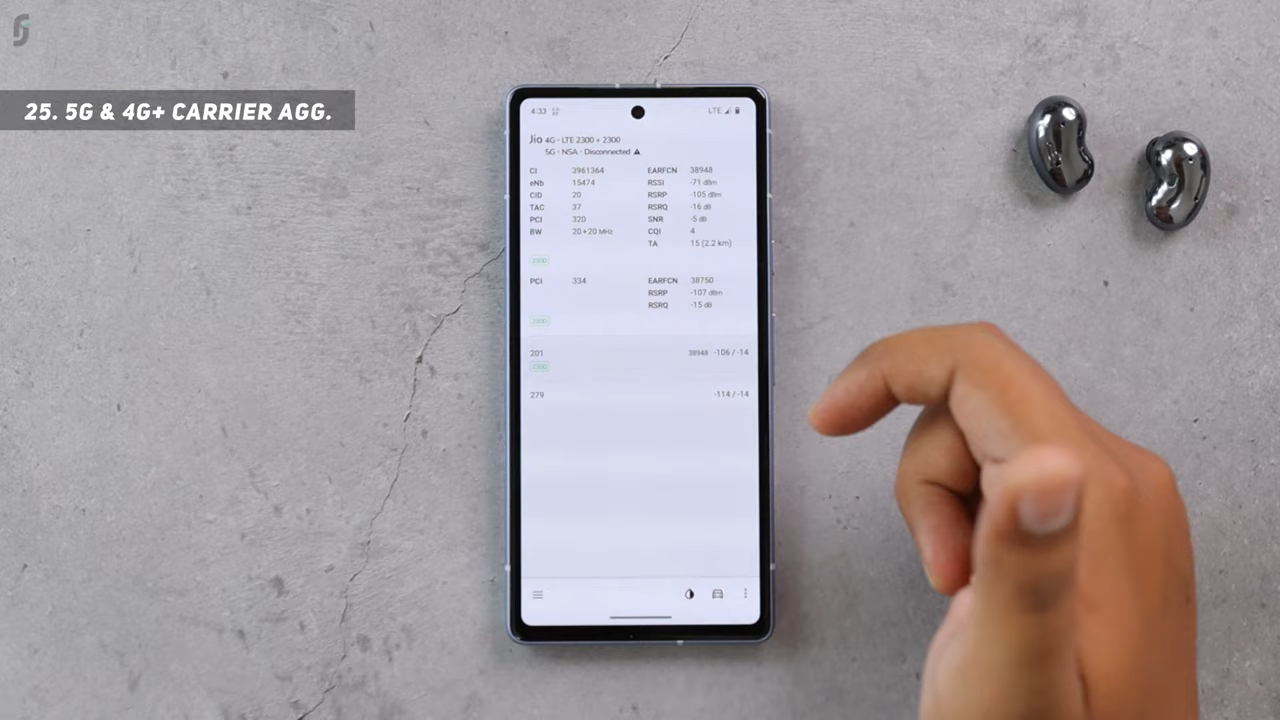 25. 5G & 4G+ CARRIER AGG.
4:33
LTE
Jio 4G - LTE 2300 + 2300
5G - NSA - Disconnected
CI 3961364 EARFCN 38948
eNb 15474 RSSI -71 dBm
CID 20 RSRP -105 dBm
TAC 37 RSRQ -16 dB
PCI 320 SNR -5 dB
BW 20+20 MHz CQI 4
TA 15 (2.2 km)
2300
PCI 334 EARFCN 38750
RSRP -107 dBm
RSRQ -15 dB
2300
201 38948 -106 / -14
2300
279 -114 / -14